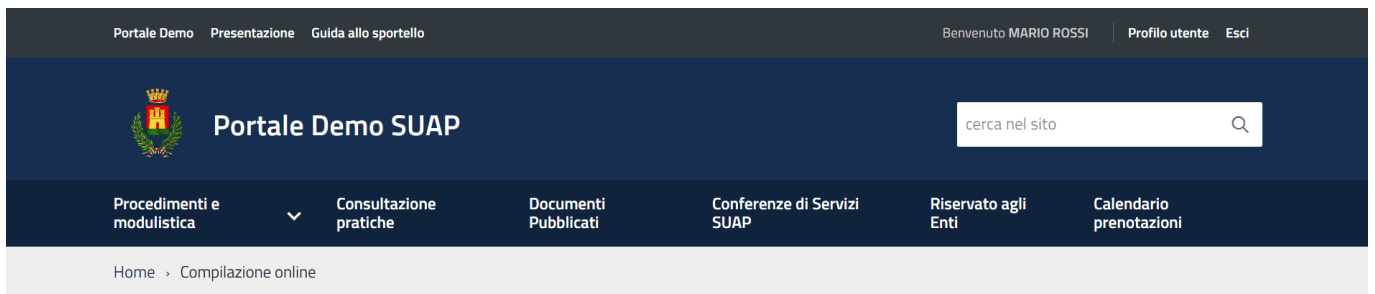 Portale Demo Presentazione Guida allo sportello Benvenuto MARIO ROSSI Profilo utente Esci
Portale Demo SUAP cerca nel sito
Procedimenti e modulistica
Consultazione pratiche
Documenti Pubblicati
Conferenze di Servizi SUAP
Riservato agli Enti
Calendario prenotazioni
Home › Compilazione online